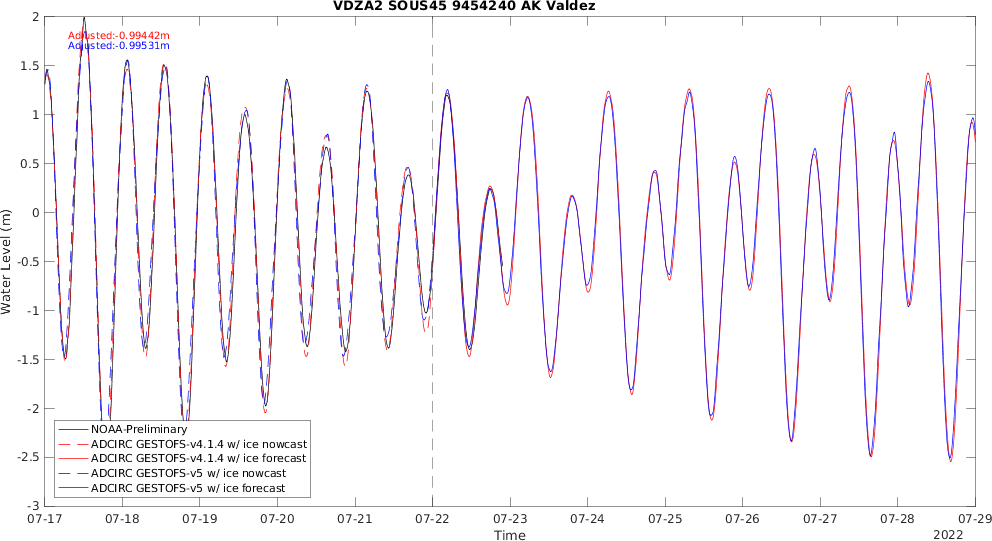 VDZA2 SOUS45 9454240 AK Valdez
Adjusted:-0.99442m
Adjusted:-0.99531m
Water Level (m)
2
1.5
1
0.5
0
-0.5
-1
-1.5
-2
-2.5
-3
NOAA-Preliminary
ADCIRC GESTOFS-v4.1.4 w/ ice nowcast
ADCIRC GESTOFS-v4.1.4 w/ ice forecast
ADCIRC GESTOFS-v5 w/ ice nowcast
ADCIRC GESTOFS-v5 w/ ice forecast
07-17 07-18 07-19 07-20 07-21 07-22 07-23 07-24 07-25 07-26 07-27 07-28 07-29
Time
2022